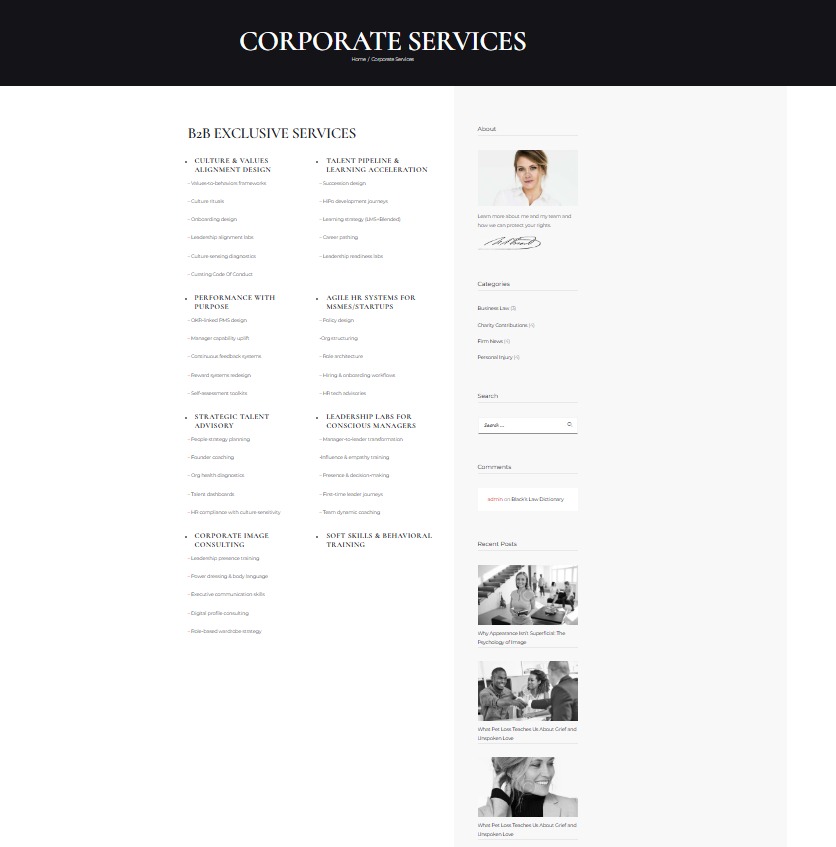 CORPORATE SERVICES
Home / Corporate Services
B2B EXCLUSIVE SERVICES
• CULTURE & VALUES
ALIGNMENT DESIGN
– Values-to-behaviors frameworks
– Culture rituals
– Onboarding design
– Leadership alignment labs
– Culture sensing diagnostics
– Curating Code Of Conduct
• TALENT PIPELINE &
LEARNING ACCELERATION
– Succession design
– HiPo development journeys
– Learning strategy (LMS+Blended)
– Career pathing
– Leadership readiness labs
• PERFORMANCE WITH
PURPOSE
– OKR-linked PMS design
– Manager capability uplift
– Continuous feedback systems
– Reward systems redesign
– Self-assessment toolkits
• AGILE HR SYSTEMS FOR
MSMES/STARTUPS
– Policy design
-Org structuring
– Role architecture
– Hiring & onboarding workflows
– HR tech advisories
• STRATEGIC TALENT
ADVISORY
– People strategy planning
– Founder coaching
– Org health diagnostics
– Talent dashboards
– HR compliance with culture sensitivity
• LEADERSHIP LABS FOR
CONSCIOUS MANAGERS
– Manager-to-leader transformation
-Influence & empathy training
– Presence & decision-making
– First-time leader journeys
– Team dynamic coaching
• CORPORATE IMAGE
CONSULTING
– Leadership presence training
– Power dressing & body language
– Executive communication skills
– Digital profile consulting
– Role-based wardrobe strategy
• SOFT SKILLS & BEHAVIORAL
TRAINING
About
Learn more about me and my team and
how we can protect your rights.
Categories
Business Law (3)
Charity Contributions (4)
Firm News (4)
Personal Injury (4)
Search
Search ...
Comments
admin on Black's Law Dictionary
Recent Posts
Why Appearance Isn't Superficial: The
Psychology of Image
What Pet Loss Teaches Us About Grief and
Unspoken Love
What Pet Loss Teaches Us About Grief and
Unspoken Love